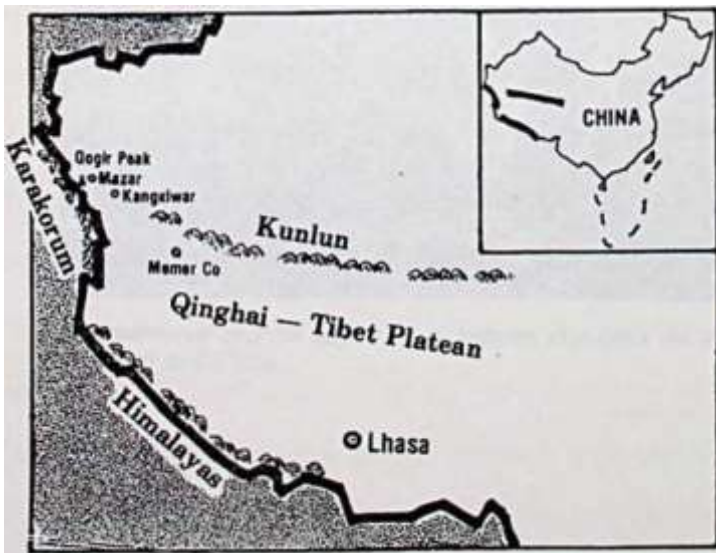 CHINA
Qogir Peak
Mazar
Kangxiwar
Karakorum
Kunlun
Memar Co
Qinghai — Tibet Platean
Himalayas
Lhasa